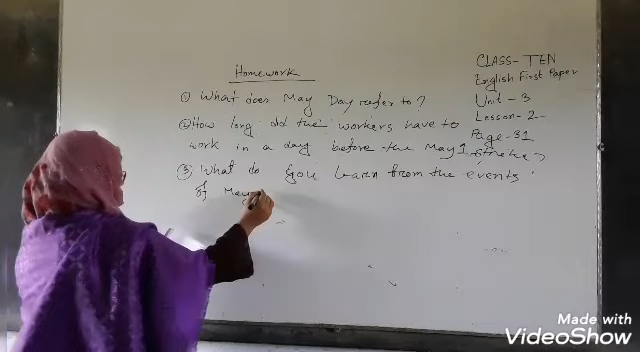 Homework
① What does May Day refer to?
② How long did the workers have to
work in a day before the May 1 strike?
③ What do you learn from the events
of May
CLASS- TEN
English First Paper
Unit - 3
Lesson - 2-
Page-31
Made with
VideoShow